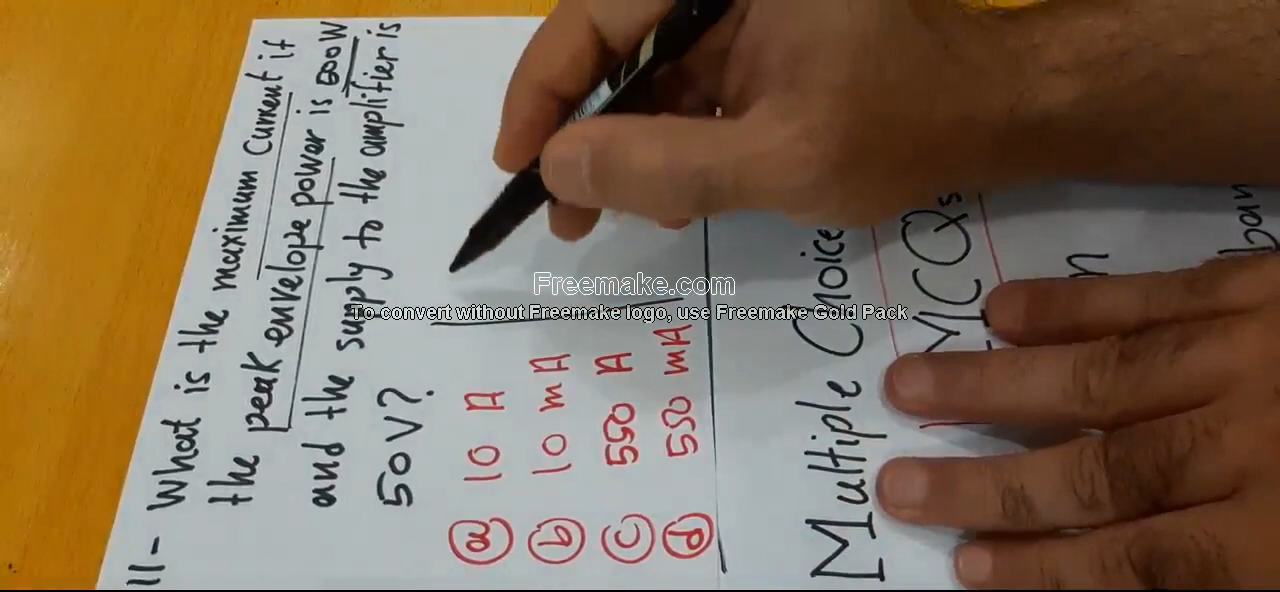 11- What is the maximum current if
the peak envelope power is 500W
and the supply to the amplifier is
50V?
a 10 A
b 10 mA
c 550 A
d 550 mA
Multiple Choice
MCQs
n
Freemake.com
To convert without Freemake logo, use Freemake Gold Pack